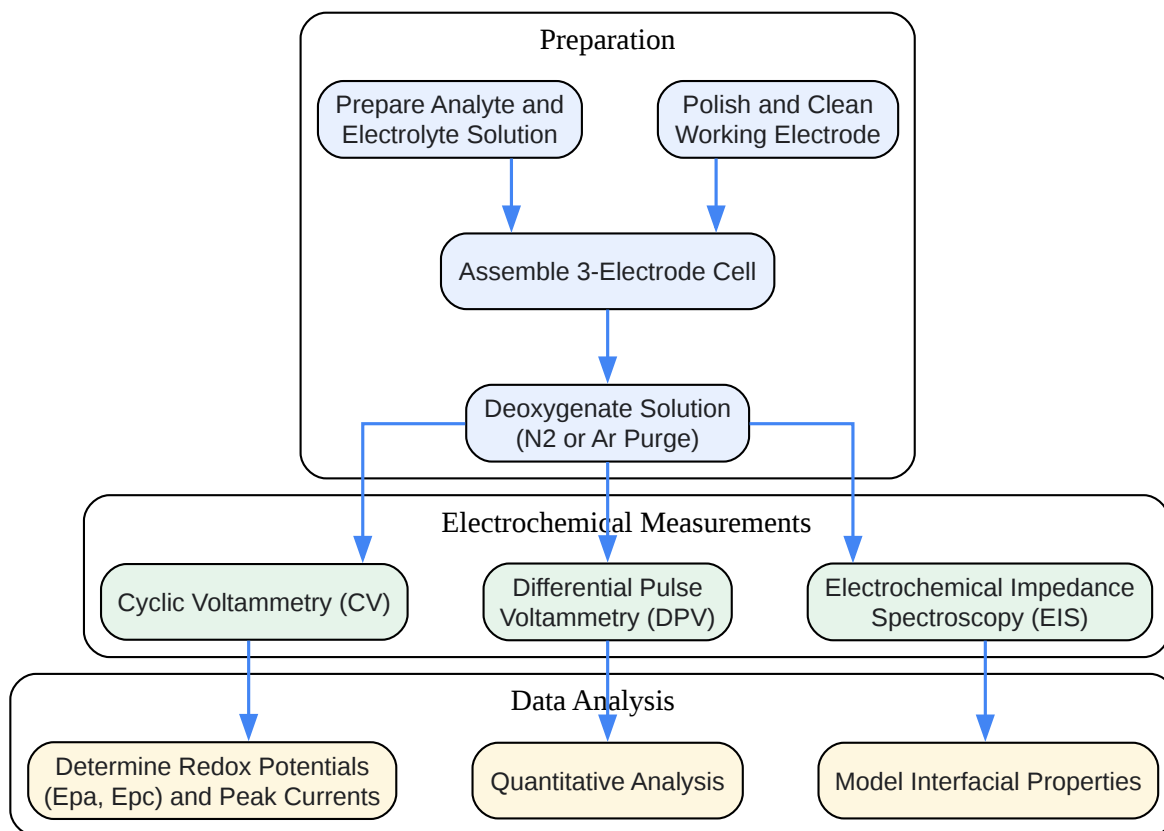 Preparation
Prepare Analyte and
Electrolyte Solution
Polish and Clean
Working Electrode
Assemble 3-Electrode Cell
Deoxygenate Solution
(N2 or Ar Purge)
Electrochemical Measurements
Cyclic Voltammetry (CV)
Differential Pulse
Voltammetry (DPV)
Electrochemical Impedance
Spectroscopy (EIS)
Data Analysis
Determine Redox Potentials
(Epa, Epc) and Peak Currents
Quantitative Analysis
Model Interfacial Properties